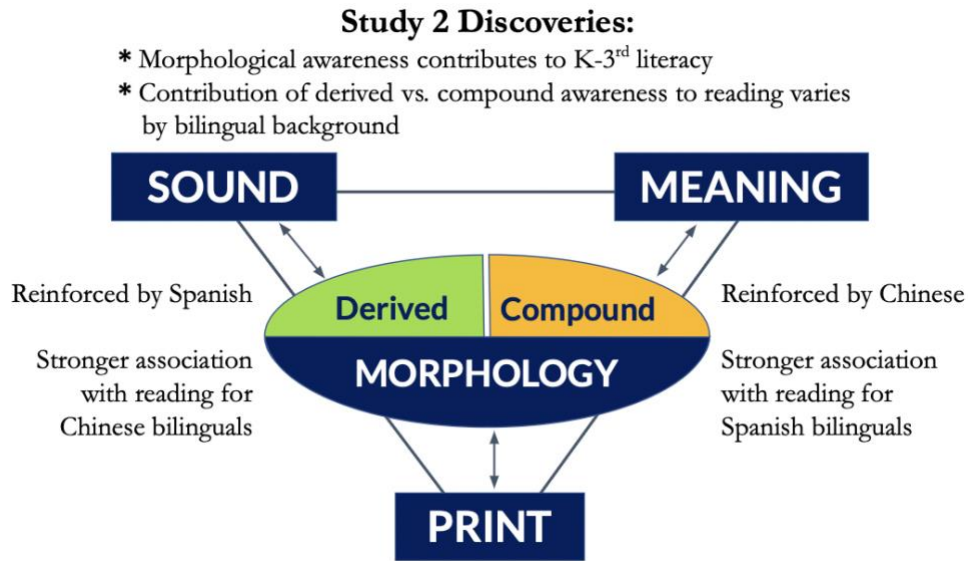 Study 2 Discoveries:
* Morphological awareness contributes to K-3rd literacy
* Contribution of derived vs. compound awareness to reading varies
by bilingual background
SOUND
MEANING
Reinforced by Spanish
Derived
Compound
Reinforced by Chinese
MORPHOLOGY
Stronger association
with reading for
Chinese bilinguals
Stronger association
with reading for
Spanish bilinguals
PRINT